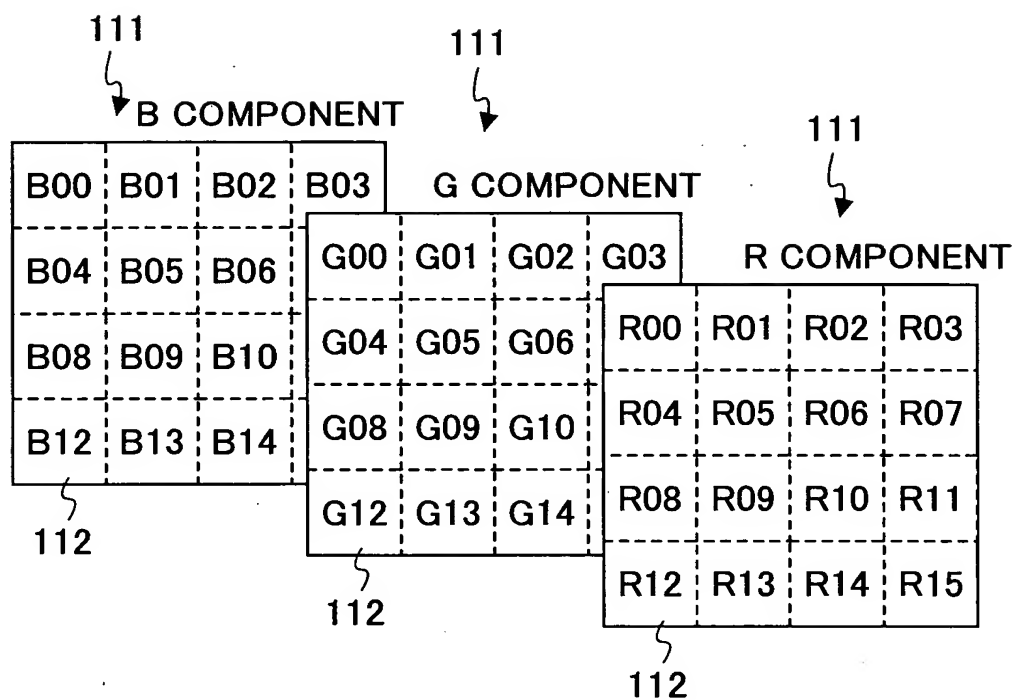 111
B COMPONENT
B00 B01 B02 B03
B04 B05 B06
B08 B09 B10
B12 B13 B14
112
111
G COMPONENT
G00 G01 G02 G03
G04 G05 G06
G08 G09 G10
G12 G13 G14
112
111
R COMPONENT
R00 R01 R02 R03
R04 R05 R06 R07
R08 R09 R10 R11
R12 R13 R14 R15
112